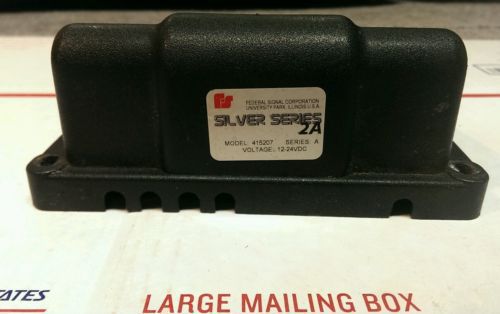 FS
FEDERAL SIGNAL CORPORATION
UNIVERSITY PARK, ILLINOIS U.S.A.
SILVER SERIES
2A
MODEL: 415207 SERIES: A
VOLTAGE: 12-24VDC
TATES
LARGE MAILING BOX